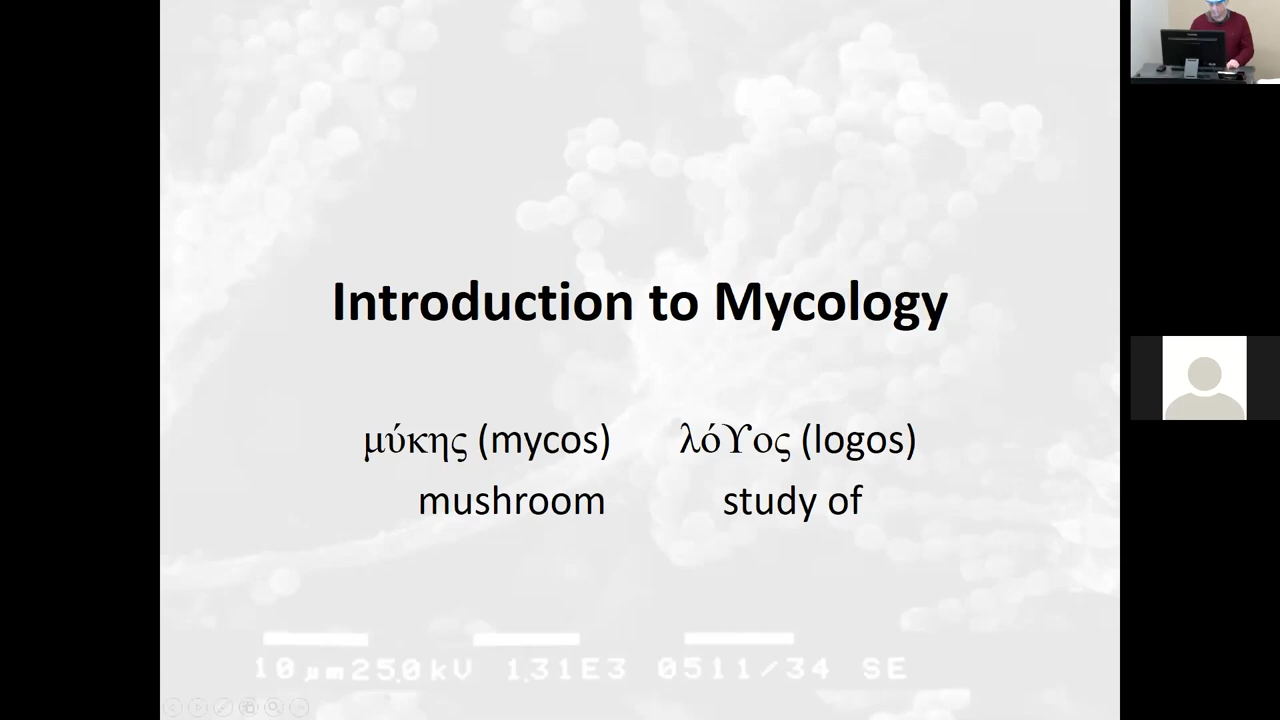 Introduction to Mycology
μύκης (mycos) λόϒος (logos)
mushroom study of
10μm25.0kV 1.31E3 0511/34 SE